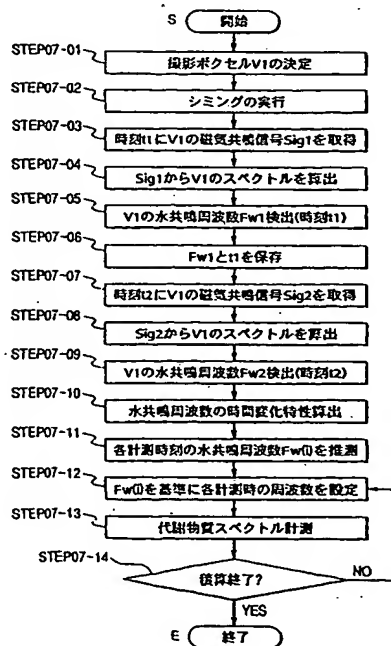 S 開始
STEP07-01 撮影ボクセルV1の決定
STEP07-02 シミングの実行
STEP07-03 時刻t1にV1の磁気共鳴信号Sig1を取得
STEP07-04 Sig1からV1のスペクトルを算出
STEP07-05 V1の水共鳴周波数Fw1検出(時刻t1)
STEP07-06 Fw1とt1を保存
STEP07-07 時刻t2にV1の磁気共鳴信号Sig2を取得
STEP07-08 Sig2からV1のスペクトルを算出
STEP07-09 V1の水共鳴周波数Fw2検出(時刻t2)
STEP07-10 水共鳴周波数の時間変化特性算出
STEP07-11 各計測時刻の水共鳴周波数Fw(i)を推測
STEP07-12 Fw(i)を基準に各計測時の周波数を設定
STEP07-13 代謝物質スペクトル計測
STEP07-14 積算終了? NO
YES
E 終了